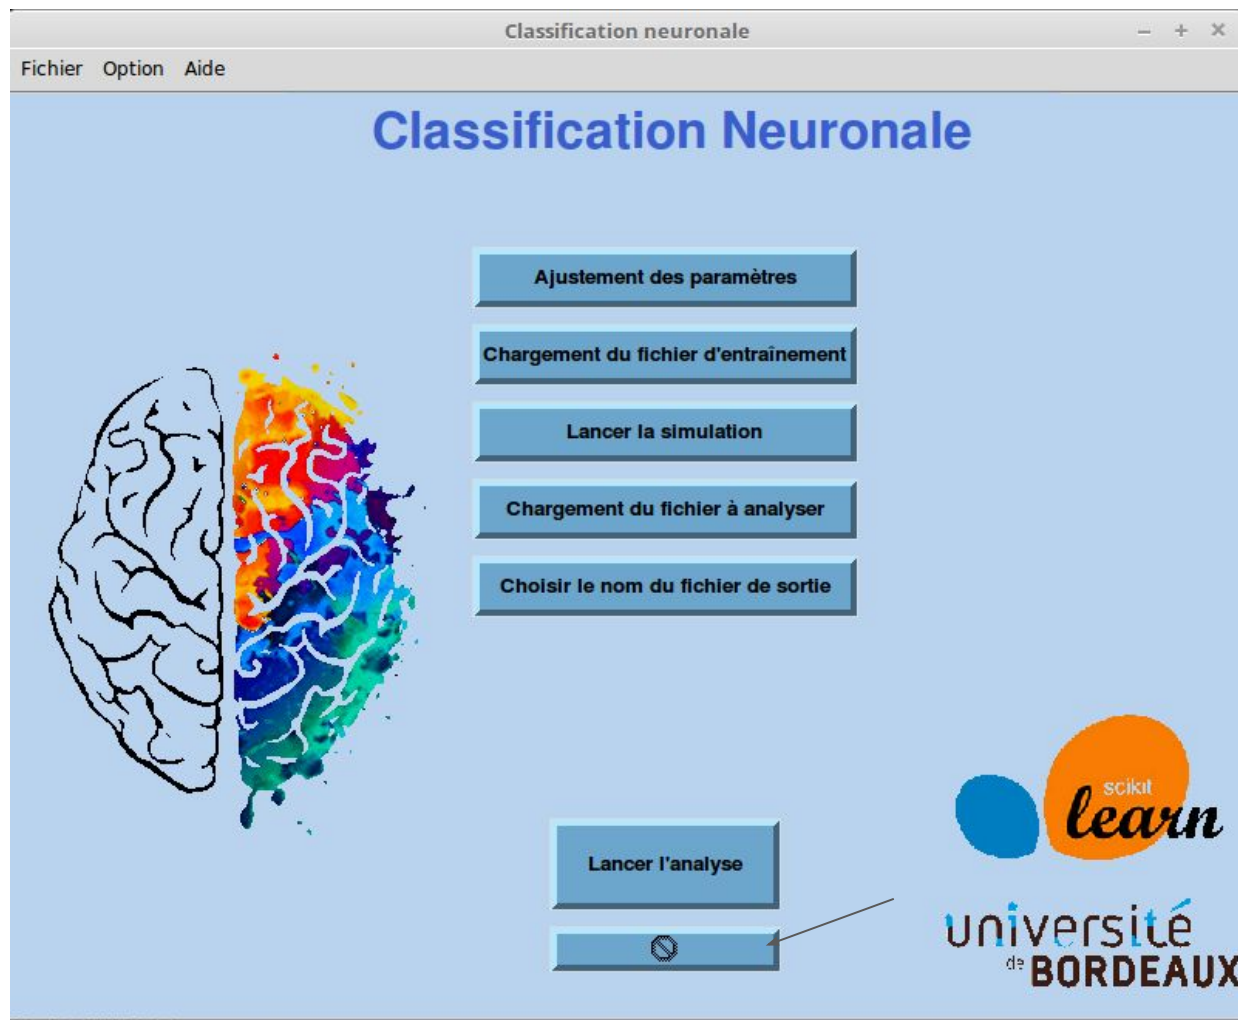 Classification neuronale
Fichier Option Aide
Classification Neuronale
Ajustement des paramètres
Chargement du fichier d'entraînement
Lancer la simulation
Chargement du fichier à analyser
Choisir le nom du fichier de sortie
scikit
learn
Lancer l'analyse
université
de BORDEAUX